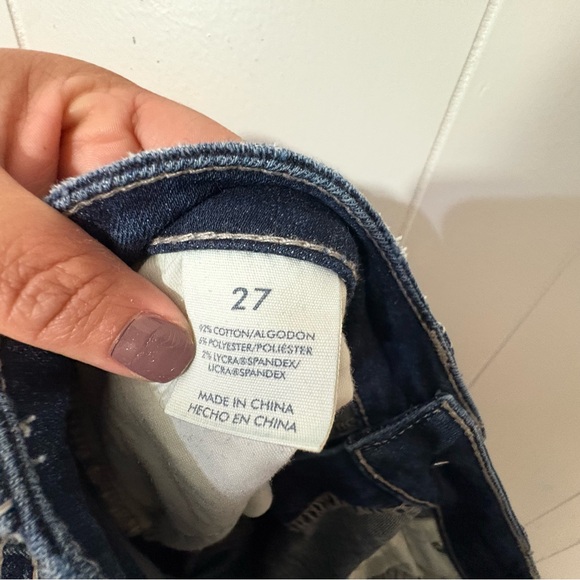 27
92% COTTON/ALGODON
6% POLYESTER/POLIÉSTER
2% LYCRA®SPANDEX/
LICRA®SPANDEX
MADE IN CHINA
HECHO EN CHINA